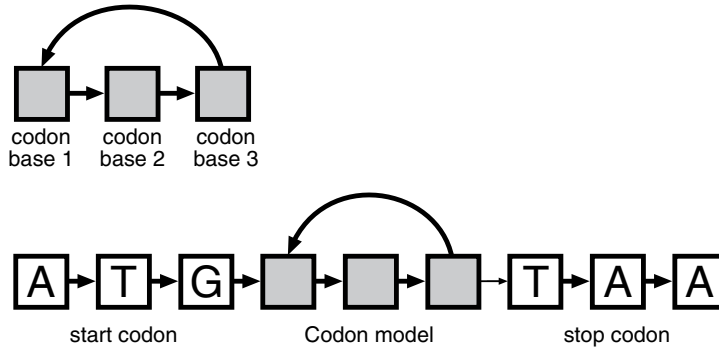 codon codon codon
base 1 base 2 base 3
A T G T A A
start codon Codon model stop codon